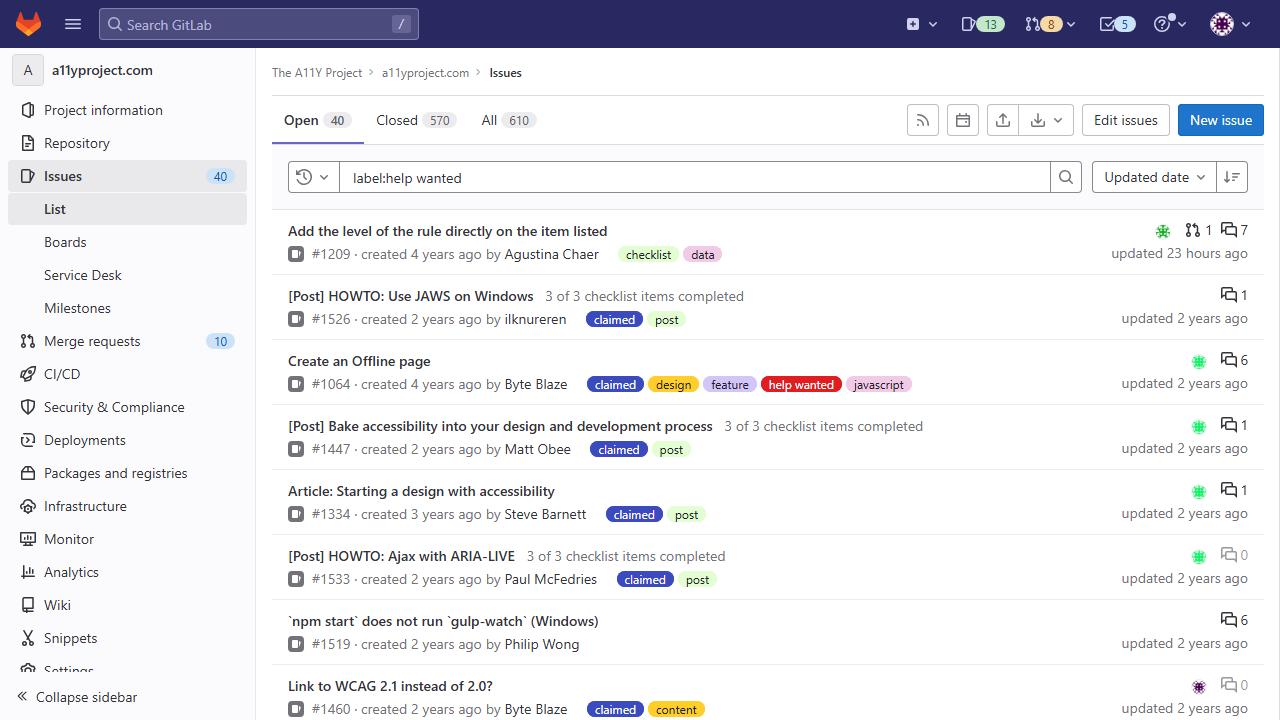 Search GitLab /
13
8
5
A a11yproject.com
Project information
Repository
Issues 40
List
Boards
Service Desk
Milestones
Merge requests 10
CI/CD
Security & Compliance
Deployments
Packages and registries
Infrastructure
Monitor
Analytics
Wiki
Snippets
Settings
Collapse sidebar
The A11Y Project › a11yproject.com › Issues
Open 40 Closed 570 All 610
Edit issues New issue
label:help wanted Updated date
Add the level of the rule directly on the item listed 1 7
#1209 · created 4 years ago by Agustina Chaer checklist data updated 23 hours ago
[Post] HOWTO: Use JAWS on Windows 3 of 3 checklist items completed 1
#1526 · created 2 years ago by ilknureren claimed post updated 2 years ago
Create an Offline page 6
#1064 · created 4 years ago by Byte Blaze claimed design feature help wanted javascript updated 2 years ago
[Post] Bake accessibility into your design and development process 3 of 3 checklist items completed 1
#1447 · created 2 years ago by Matt Obee claimed post updated 2 years ago
Article: Starting a design with accessibility 1
#1334 · created 3 years ago by Steve Barnett claimed post updated 2 years ago
[Post] HOWTO: Ajax with ARIA-LIVE 3 of 3 checklist items completed 0
#1533 · created 2 years ago by Paul McFedries claimed post updated 2 years ago
`npm start` does not run `gulp-watch` (Windows) 6
#1519 · created 2 years ago by Philip Wong updated 2 years ago
Link to WCAG 2.1 instead of 2.0? 0
#1460 · created 2 years ago by Byte Blaze claimed content updated 2 years ago